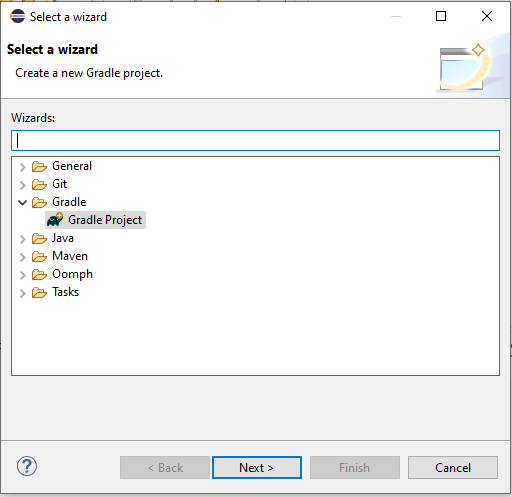 Select a wizard
Select a wizard
Create a new Gradle project.
Wizards:
General
Git
Gradle
Gradle Project
Java
Maven
Oomph
Tasks
? < Back Next > Finish Cancel